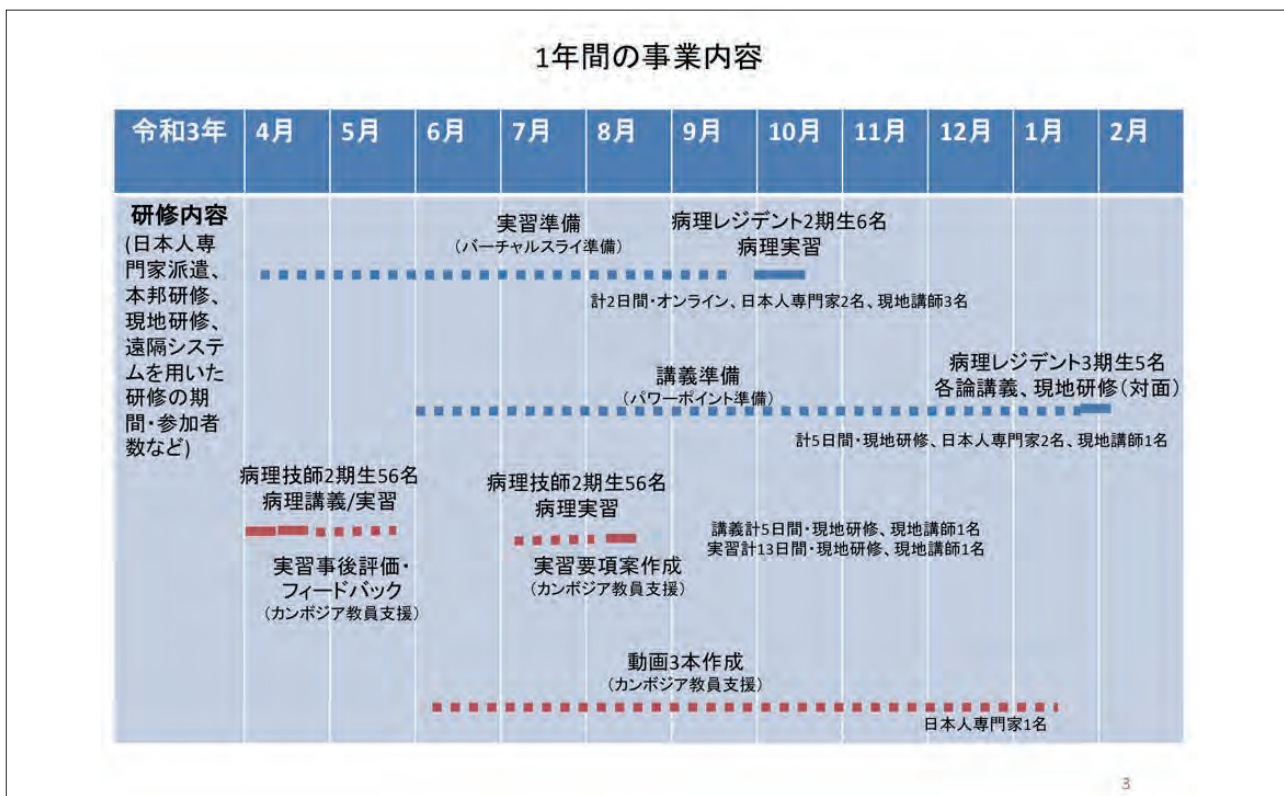 1年間の事業内容
令和3年 4月 5月 6月 7月 8月 9月 10月 11月 12月 1月 2月
研修内容
(日本人専
門家派遣、
本邦研修、
現地研修、
遠隔システ
ムを用いた
研修の期
間・参加者
数など)
実習準備
(バーチャルスライ準備)
病理レジデント2期生6名
病理実習
計2日間・オンライン、日本人専門家2名、現地講師3名
講義準備
(パワーポイント準備)
病理レジデント3期生5名
各論講義、現地研修(対面)
計5日間・現地研修、日本人専門家2名、現地講師1名
病理技師2期生56名
病理講義/実習
実習事後評価・
フィードバック
(カンボジア教員支援)
病理技師2期生56名
病理実習
実習要項案作成
(カンボジア教員支援)
講義計5日間・現地研修、現地講師1名
実習計13日間・現地研修、現地講師1名
動画3本作成
(カンボジア教員支援)
日本人専門家1名
3